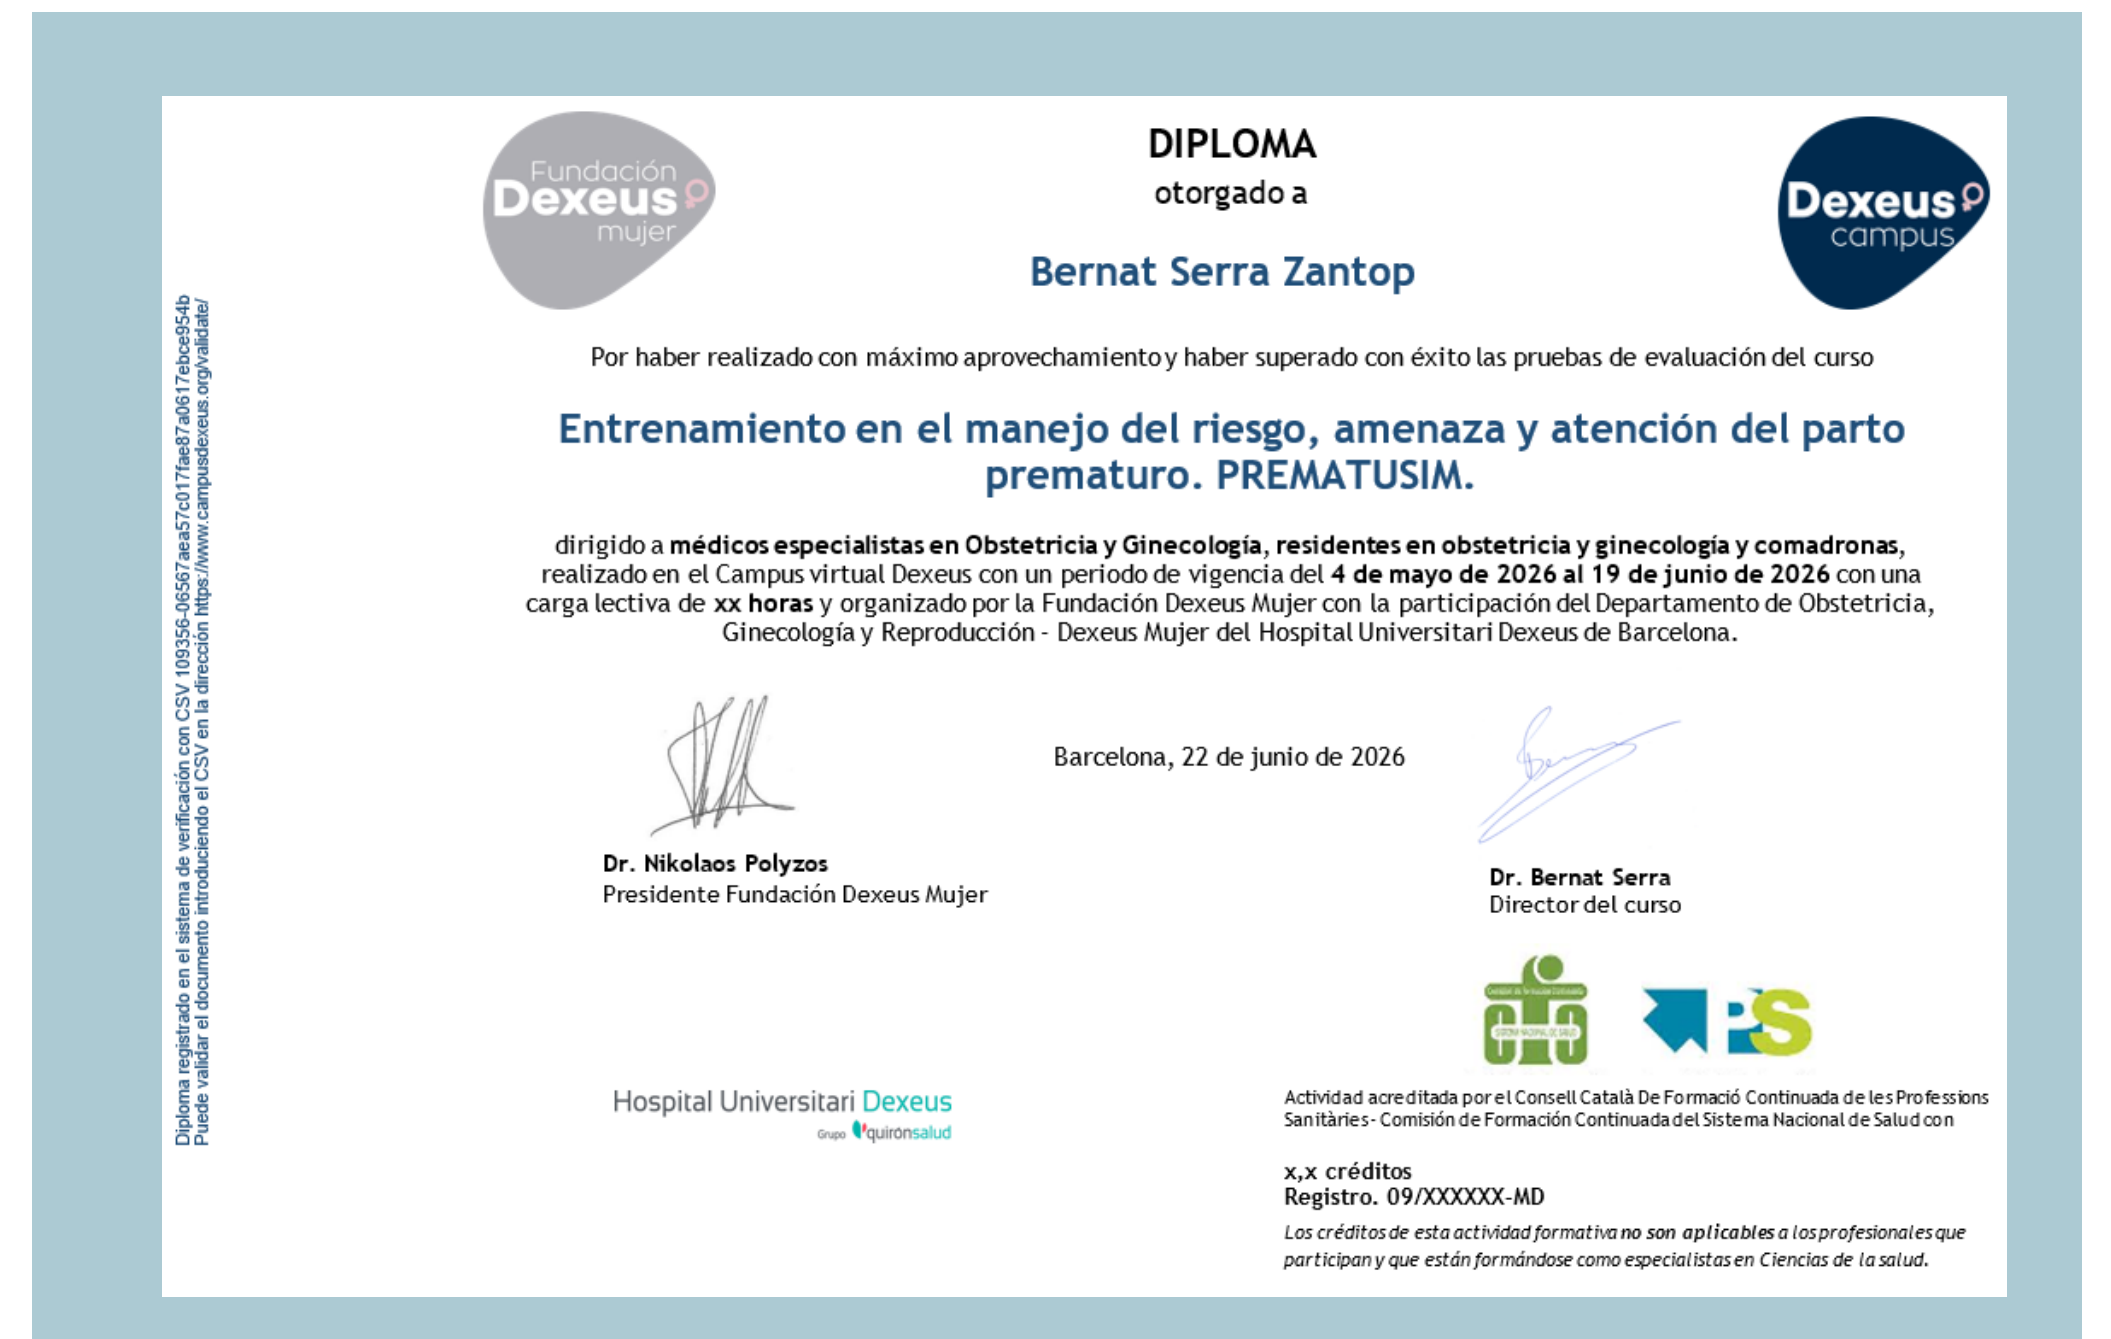 Fundación
Dexeus
mujer
DIPLOMA
otorgado a
Dexeus
campus
Bernat Serra Zantop
Por haber realizado con máximo aprovechamiento y haber superado con éxito las pruebas de evaluación del curso
Entrenamiento en el manejo del riesgo, amenaza y atención del parto
prematuro. PREMATUSIM.
dirigido a médicos especialistas en Obstetricia y Ginecología, residentes en obstetricia y ginecología y comadronas,
realizado en el Campus virtual Dexeus con un periodo de vigencia del 4 de mayo de 2026 al 19 de junio de 2026 con una
carga lectiva de xx horas y organizado por la Fundación Dexeus Mujer con la participación del Departamento de Obstetricia,
Ginecología y Reproducción - Dexeus Mujer del Hospital Universitari Dexeus de Barcelona.
Barcelona, 22 de junio de 2026
Dr. Nikolaos Polyzos
Presidente Fundación Dexeus Mujer
Dr. Bernat Serra
Director del curso
SISTEMA NACIONAL DE SALUD
PS
Hospital Universitari Dexeus
Grupo quirónsalud
Actividad acreditada por el Consell Català De Formació Continuada de les Professions
Sanitàries - Comisión de Formación Continuada del Sistema Nacional de Salud con
x,x créditos
Registro. 09/XXXXXX-MD
Los créditos de esta actividad formativa no son aplicables a los profesionales que
participan y que están formándose como especialistas en Ciencias de la salud.
Diploma registrado en el sistema de verificación con CSV 109356-06567aea57c017fae87a0617ebce954b
Puede validar el documento introduciendo el CSV en la dirección https://www.campusdexeus.org/validate/